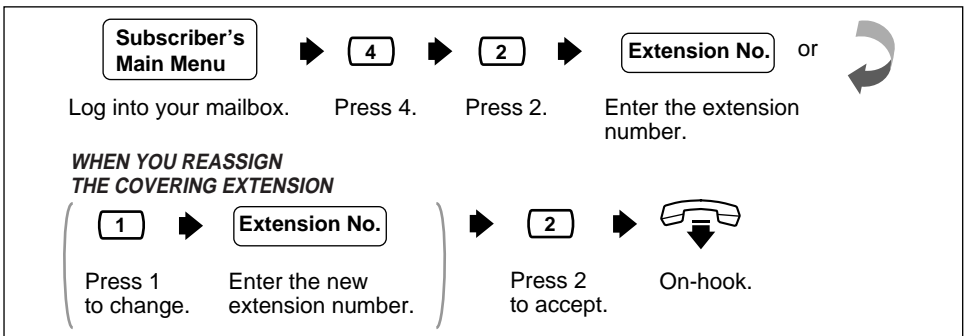 Subscriber's
Main Menu
4
2
Extension No.
or
Log into your mailbox.
Press 4.
Press 2.
Enter the extension
number.
WHEN YOU REASSIGN
THE COVERING EXTENSION
1
Extension No.
2
Press 1
to change.
Enter the new
extension number.
Press 2
to accept.
On-hook.